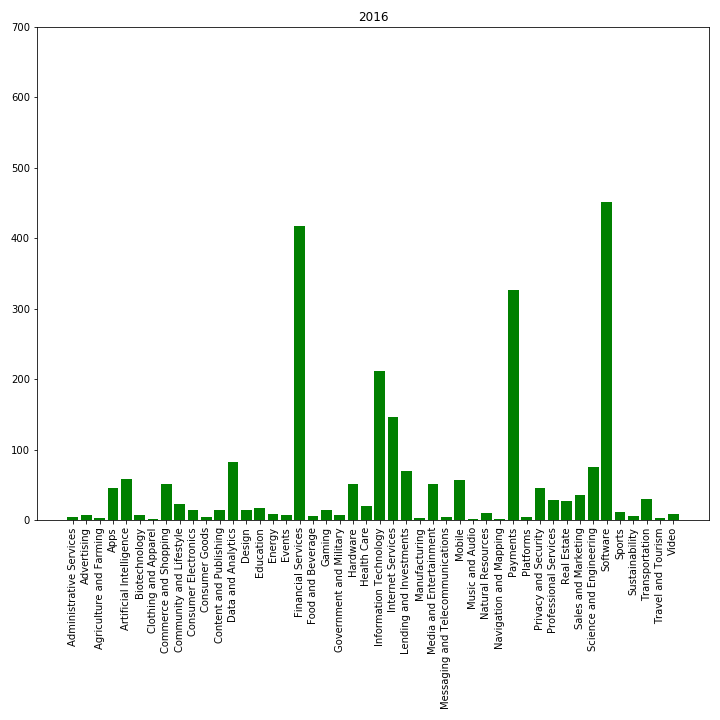 2016
700
600
500
400
300
200
100
0
Administrative Services
Advertising
Agriculture and Farming
Apps
Artificial Intelligence
Biotechnology
Clothing and Apparel
Commerce and Shopping
Community and Lifestyle
Consumer Electronics
Consumer Goods
Content and Publishing
Data and Analytics
Design
Education
Energy
Events
Financial Services
Food and Beverage
Gaming
Government and Military
Hardware
Health Care
Information Technology
Internet Services
Lending and Investments
Manufacturing
Media and Entertainment
Messaging and Telecommunications
Mobile
Music and Audio
Natural Resources
Navigation and Mapping
Payments
Platforms
Privacy and Security
Professional Services
Real Estate
Sales and Marketing
Science and Engineering
Software
Sports
Sustainability
Transportation
Travel and Tourism
Video